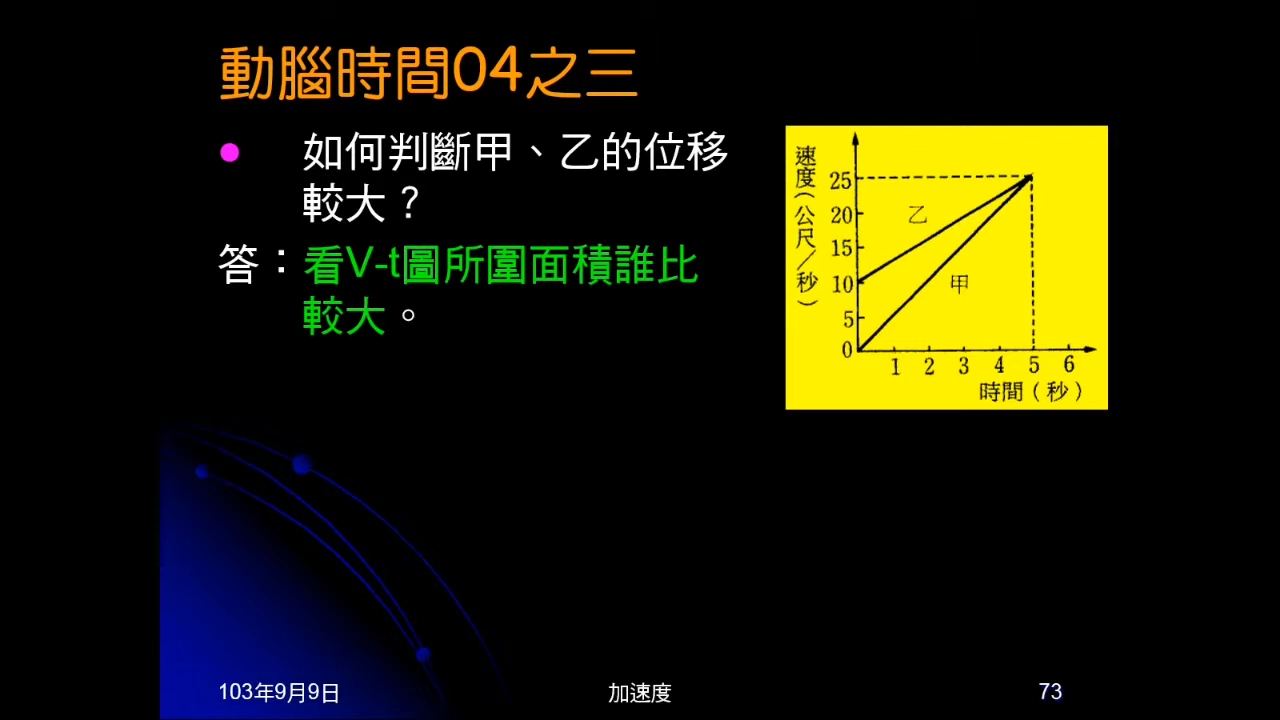 動腦時間04之三
● 如何判斷甲、乙的位移
較大？
答：看V-t圖所圍面積誰比
較大。
速度(公尺/秒)
25
20
15
10
5
0
乙
甲
1 2 3 4 5 6
時間(秒)
103年9月9日
加速度
73